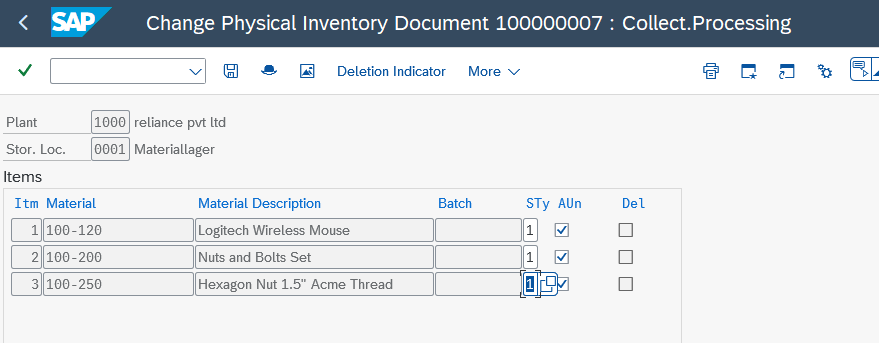 SAP Change Physical Inventory Document 100000007 : Collect.Processing
Deletion Indicator More
Plant 1000 reliance pvt ltd
Stor. Loc. 0001 Materiallager
Items
Itm Material Material Description Batch STy AUn Del
1 100-120 Logitech Wireless Mouse 1
2 100-200 Nuts and Bolts Set 1
3 100-250 Hexagon Nut 1.5" Acme Thread 1